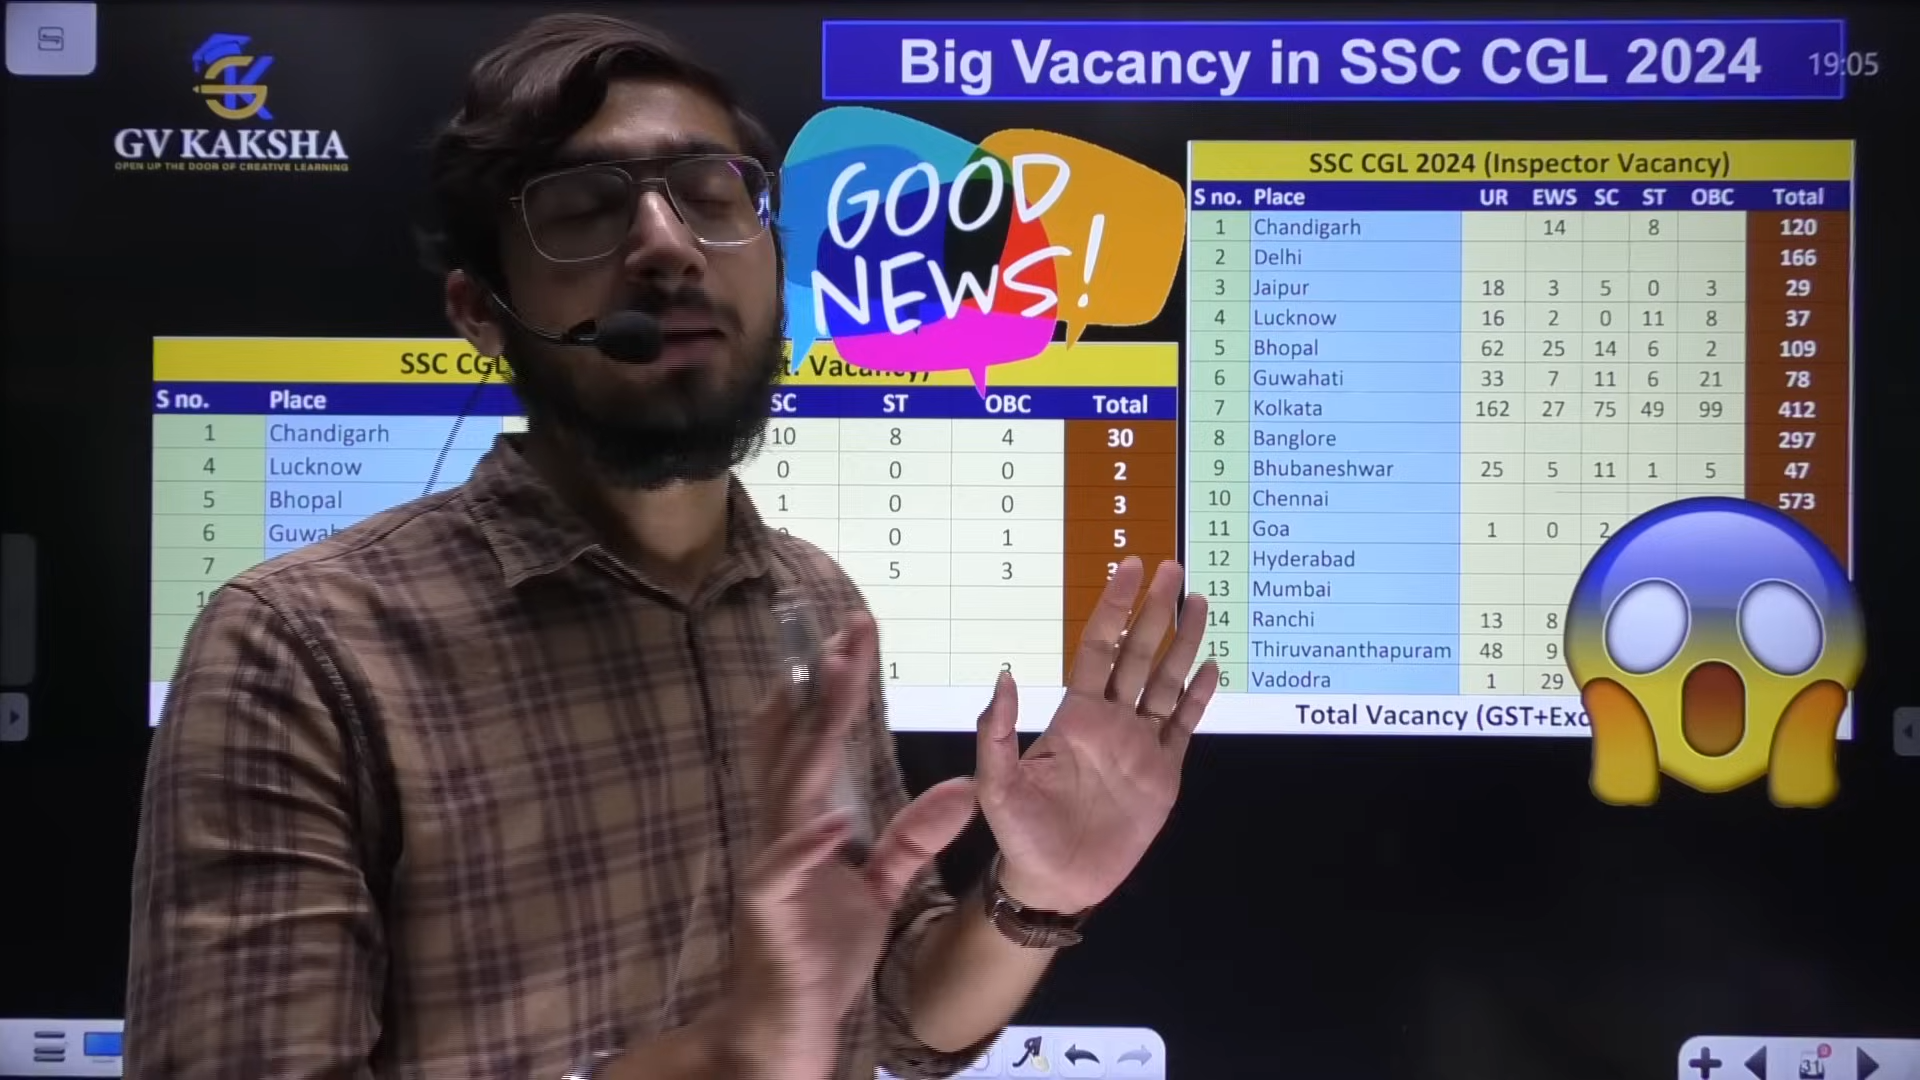 Big Vacancy in SSC CGL 2024
19:05
GV KAKSHA
OPEN UP THE DOOR OF CREATIVE LEARNING
GOOD
NEWS!
SSC CGL
Vacancy)
S no. Place SC ST OBC Total
1 Chandigarh 10 8 4 30
4 Lucknow 0 0 0 2
5 Bhopal 1 0 0 3
6 0 1 5
7 5 3
1
SSC CGL 2024 (Inspector Vacancy)
S no. Place UR EWS SC ST OBC Total
1 Chandigarh 14 8 120
2 Delhi 166
3 Jaipur 18 3 5 0 3 29
4 Lucknow 16 2 0 11 8 37
5 Bhopal 62 25 14 6 2 109
6 Guwahati 33 7 11 6 21 78
7 Kolkata 162 27 75 49 99 412
8 Banglore 297
9 Bhubaneshwar 25 5 11 1 5 47
10 Chennai 573
11 Goa 1 0 2
12 Hyderabad
13 Mumbai
14 Ranchi 13 8
15 Thiruvananthapuram 48 9
6 Vadodra 1 29
Total Vacancy (GST+Exc
31